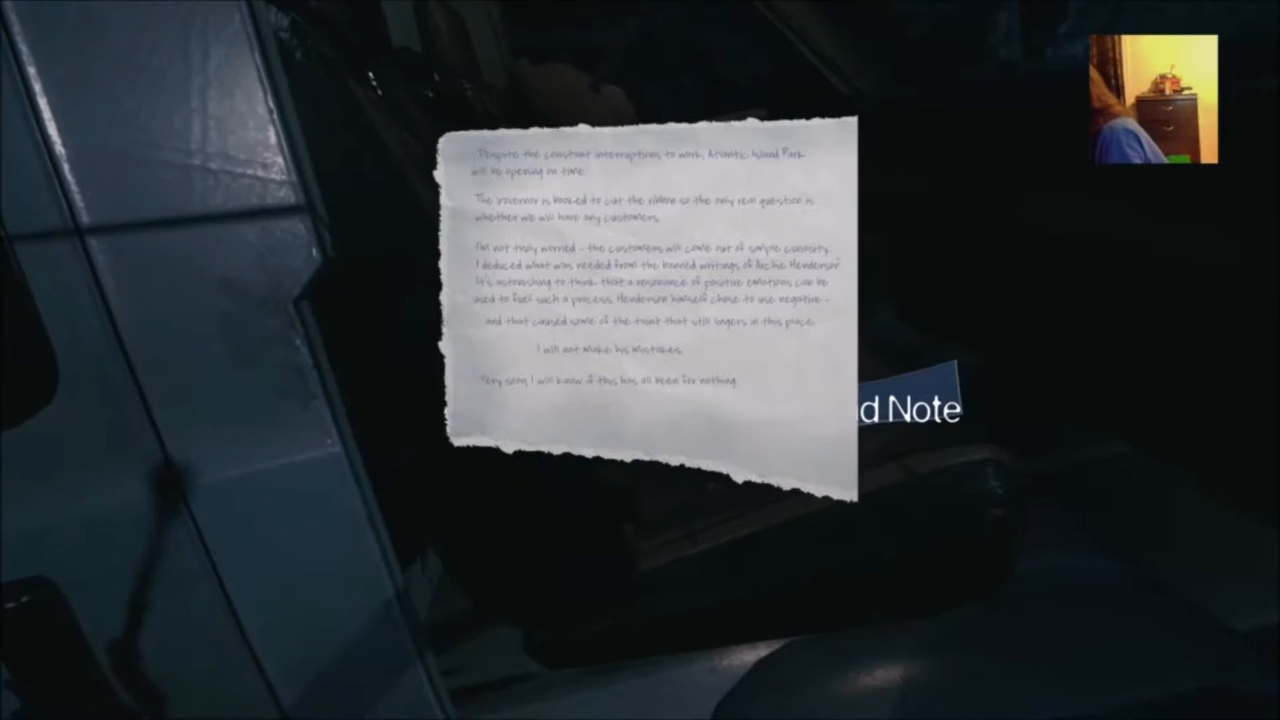 Despite the constant interruptions to work, Atlantic Island Park
will be opening on time.
The Governor is booked to cut the ribbon so the only real question is
whether we will have any customers.
I'm not truly worried - the customers will come out of simple curiosity.
I deduced what was needed from the banned writings of Archie Henderson.
It's astonishing to think that a resonance of positive emotions can be
used to fuel such a process. Henderson himself chose to use negative -
and that caused some of the taint that still lingers at this place.
I will not make his mistakes.
Very soon I will know if this has all been for nothing.
d Note